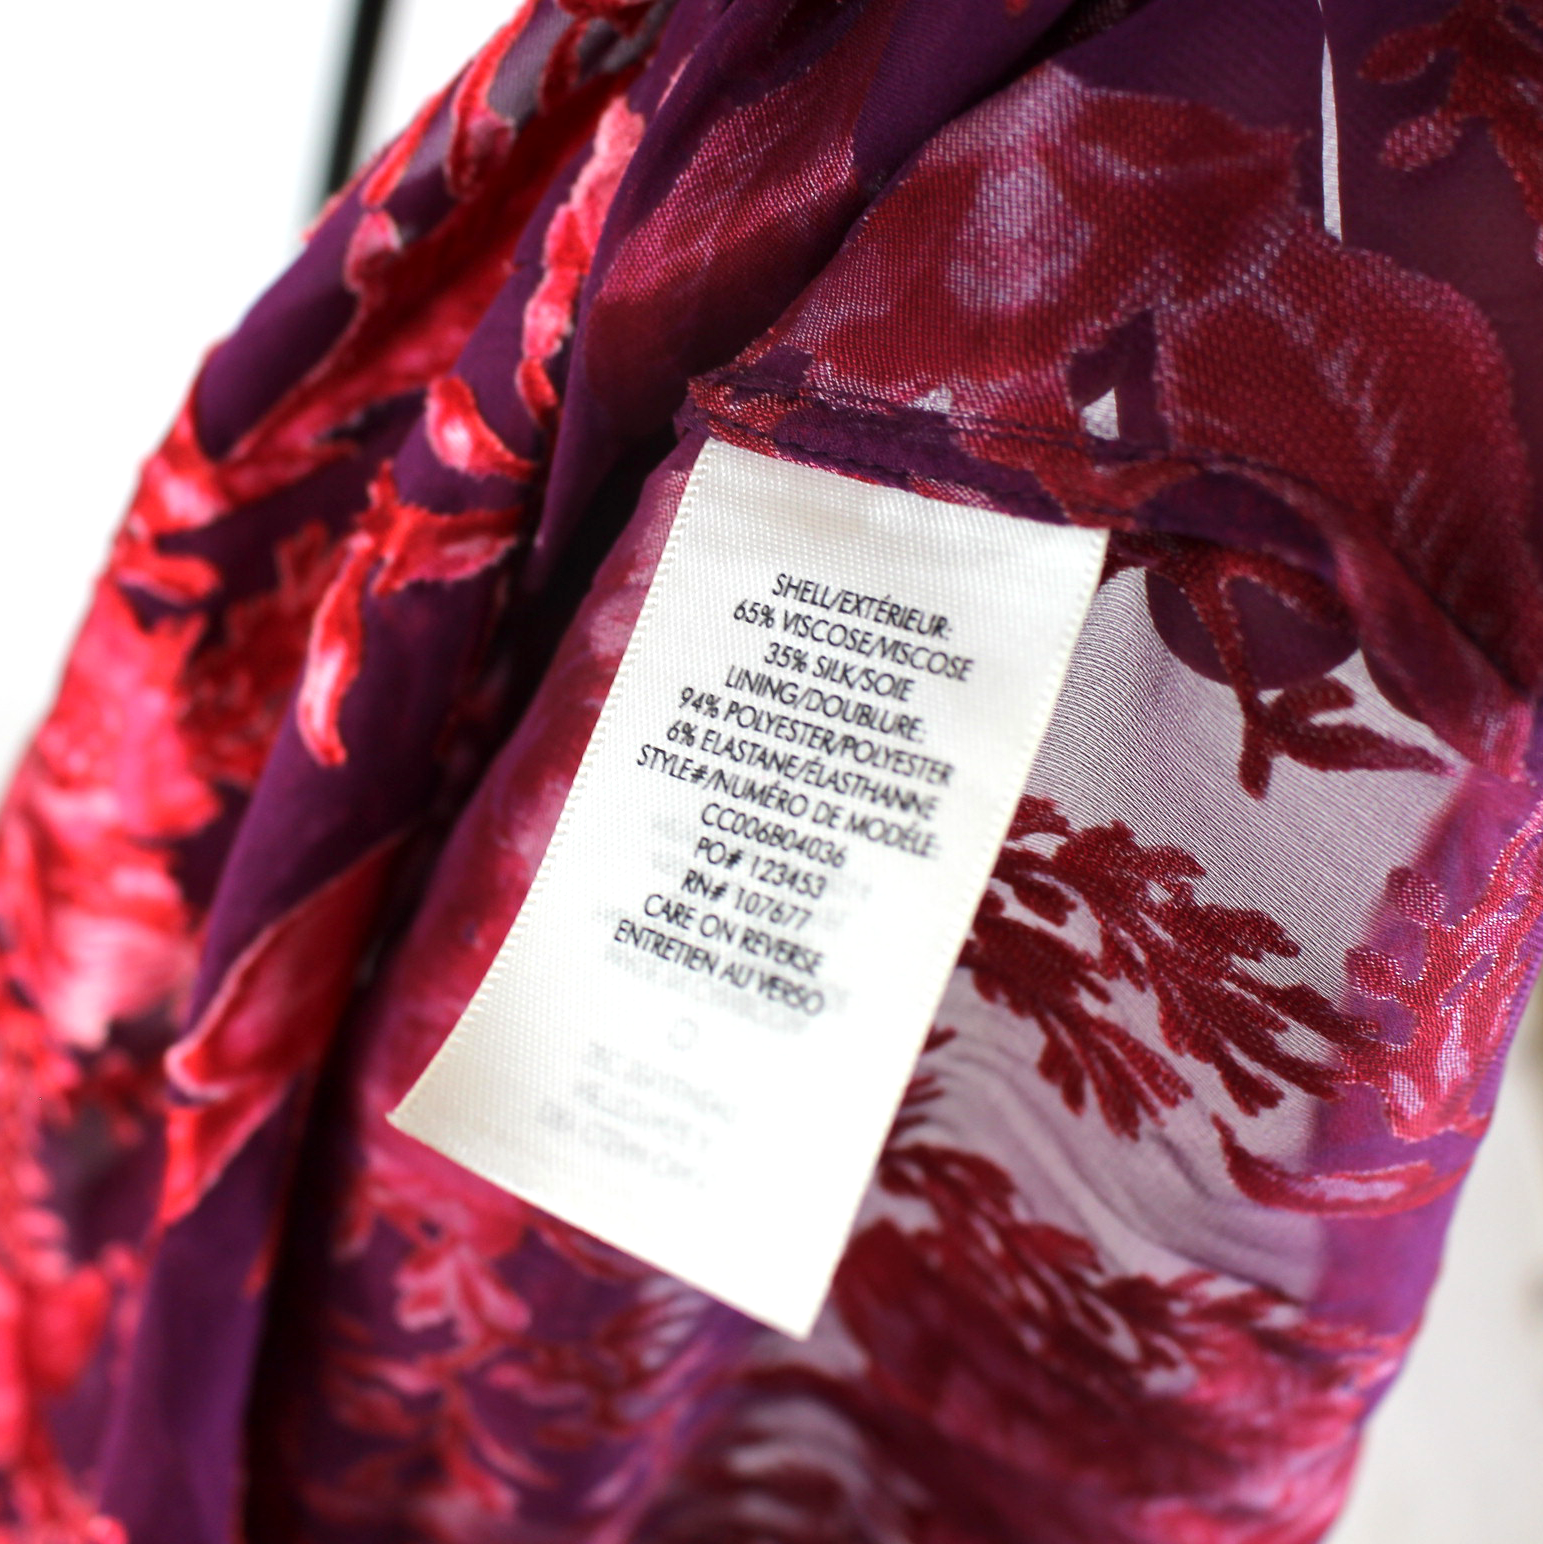 SHELL/EXTÉRIEUR:
65% VISCOSE/VISCOSE
35% SILK/SOIE
LINING/DOUBLURE:
94% POLYESTER/POLYESTER
6% ELASTANE/ÉLASTHANNE
STYLE#/NUMÉRO DE MODÉLE:
CC006B04036
PO# 123453
RN# 107677
CARE ON REVERSE
ENTRETIEN AU VERSO